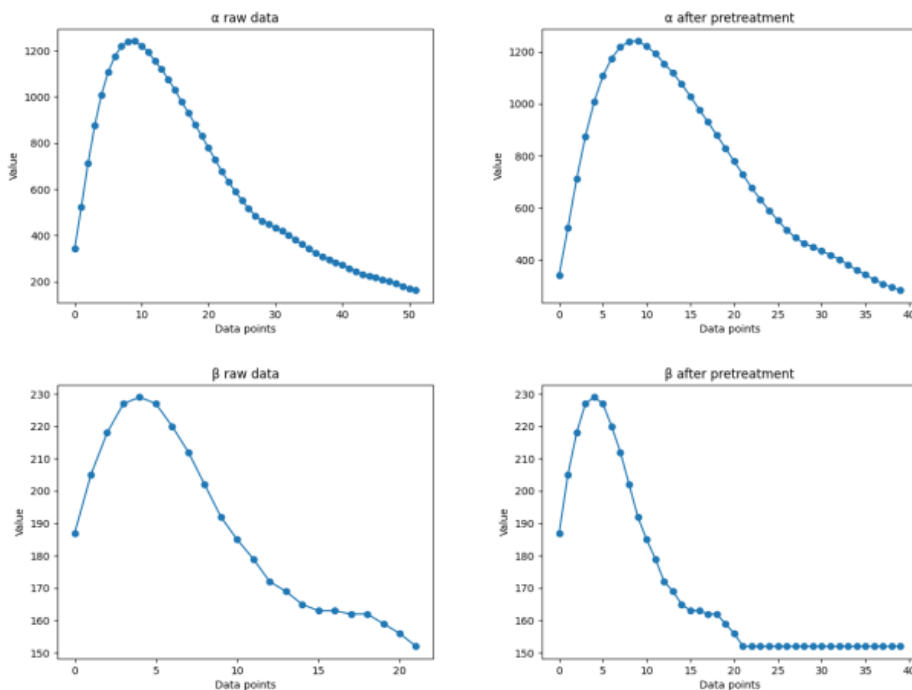 α raw data
1200
1000
800
600
400
200
Value
0 10 20 30 40 50
Data points
α after pretreatment
1200
1000
800
600
400
Value
0 5 10 15 20 25 30 35 40
Data points
β raw data
230
220
210
200
190
180
170
160
150
Value
0 5 10 15 20
Data points
β after pretreatment
230
220
210
200
190
180
170
160
150
Value
0 5 10 15 20 25 30 35 40
Data points